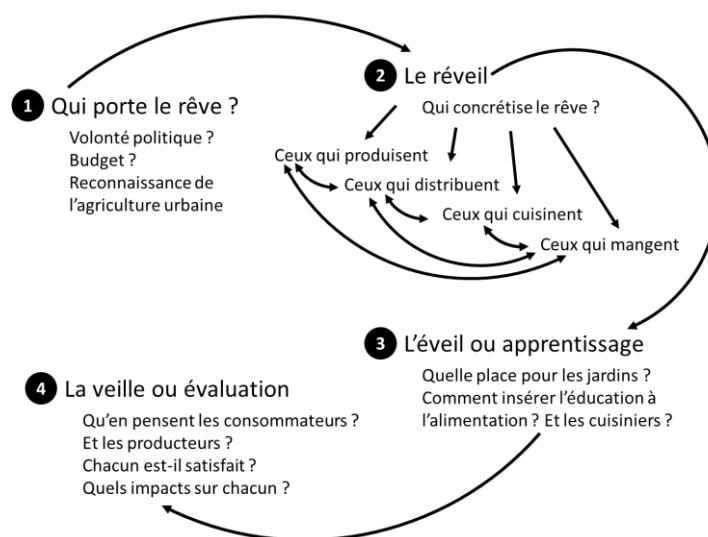 1 Qui porte le rêve ?
Volonté politique ?
Budget ?
Reconnaissance de
l'agriculture urbaine
2 Le réveil
Qui concrétise le rêve ?
Ceux qui produisent
Ceux qui distribuent
Ceux qui cuisinent
Ceux qui mangent
3 L'éveil ou apprentissage
Quelle place pour les jardins ?
Comment insérer l'éducation à
l'alimentation ? Et les cuisiniers ?
4 La veille ou évaluation
Qu'en pensent les consommateurs ?
Et les producteurs ?
Chacun est-il satisfait ?
Quels impacts sur chacun ?